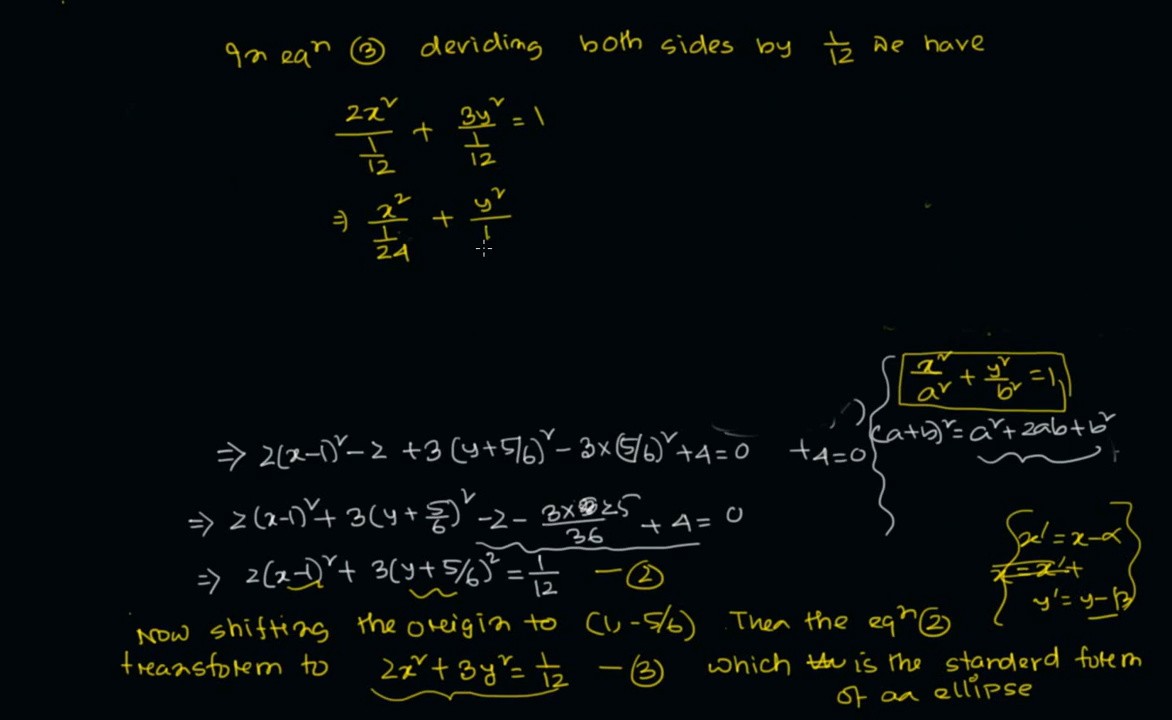 In eqⁿ ③ deviding both sides by 1/12 we have
2x²/(1/12) + 3y²/(1/12) = 1
⇒ x²/(1/24) + y²/1
x²/a² + y²/b² = 1,
⇒ 2(x-1)² - 2 + 3(y+5/6)² - 3×(5/6)² + 4 = 0 +4=0
(a+b)² = a² + 2ab + b²
⇒ 2(x-1)² + 3(y + 5/6)² - 2 - 3×25/36 + 4 = 0
⇒ 2(x-1)² + 3(y+5/6)² = 1/12 — ②
x' = x-α
x = x'+
y' = y-β
Now shifting the oreigin to (1, -5/6) . Then the eqⁿ ②
treansforem to 2x² + 3y² = 1/12 — ③ which is the standerd forem
of an ellipse